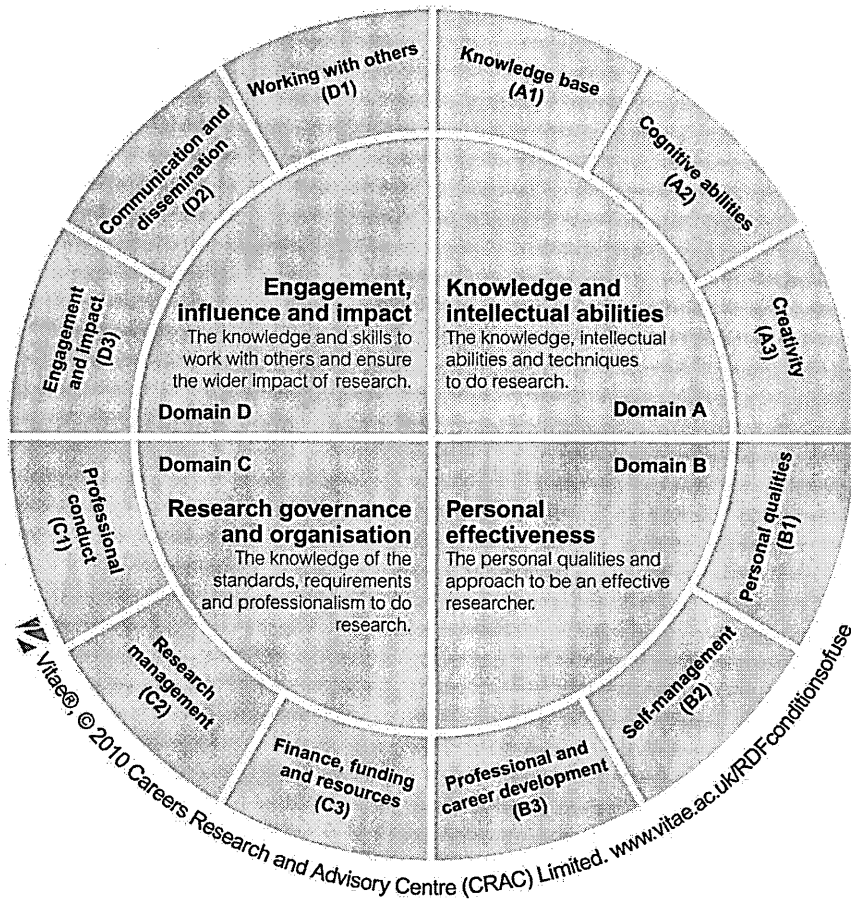 Working with others
(D1)
Knowledge base
(A1)
Cognitive abilities
(A2)
Creativity
(A3)
Personal qualities
(B1)
Self-management
(B2)
Professional and
career development
(B3)
Finance, funding
and resources
(C3)
Research
management
(C2)
Professional
conduct
(C1)
Engagement
and impact
(D3)
Communication and
dissemination
(D2)
Engagement,
influence and impact
The knowledge and skills to
work with others and ensure
the wider impact of research.
Domain D
Knowledge and
intellectual abilities
The knowledge, intellectual
abilities and techniques
to do research.
Domain A
Domain C
Research governance
and organisation
The knowledge of the
standards, requirements
and professionalism to do
research.
Domain B
Personal
effectiveness
The personal qualities and
approach to be an effective
researcher.
Vitae®, © 2010 Careers Research and Advisory Centre (CRAC) Limited. www.vitae.ac.uk/RDFconditionsofuse